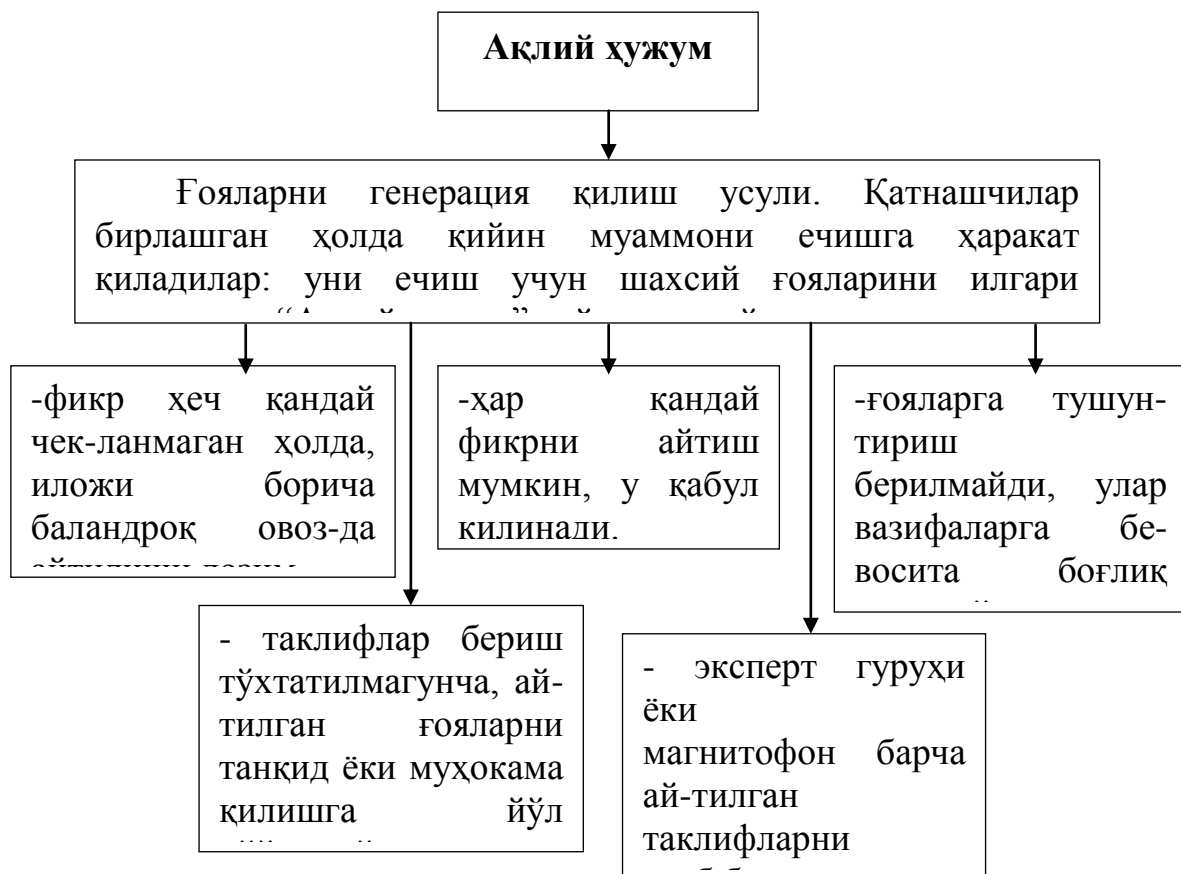 Ақлий ҳужум
Ғояларни генерация қилиш усули. Қатнашчилар
бирлашган ҳолда қийин муаммони ечишга ҳаракат
қиладилар: уни ечиш учун шахсий ғояларини илгари
-фикр ҳеч қандай
чек-ланмаган ҳолда,
иложи борича
баландроқ овоз-да
-ҳар қандай
фикрни айтиш
мумкин, у қабул
килинади.
-ғояларга тушун-
тириш
берилмайди, улар
вазифаларга бе-
восита боғлиқ
- таклифлар бериш
тўхтатилмагунча, ай-
тилган ғояларни
танқид ёки муҳокама
қилишга йўл
- эксперт гуруҳи
ёки
магнитофон барча
ай-тилган
таклифларни